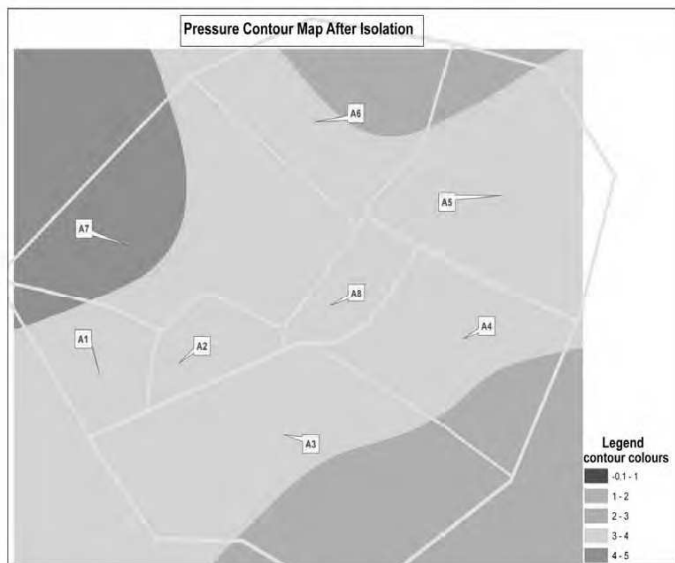 Pressure Contour Map After Isolation
A6
A5
A7
A8
A4
A1
A2
A3
Legend
contour colours
-0.1 - 1
1 - 2
2 - 3
3 - 4
4 - 5